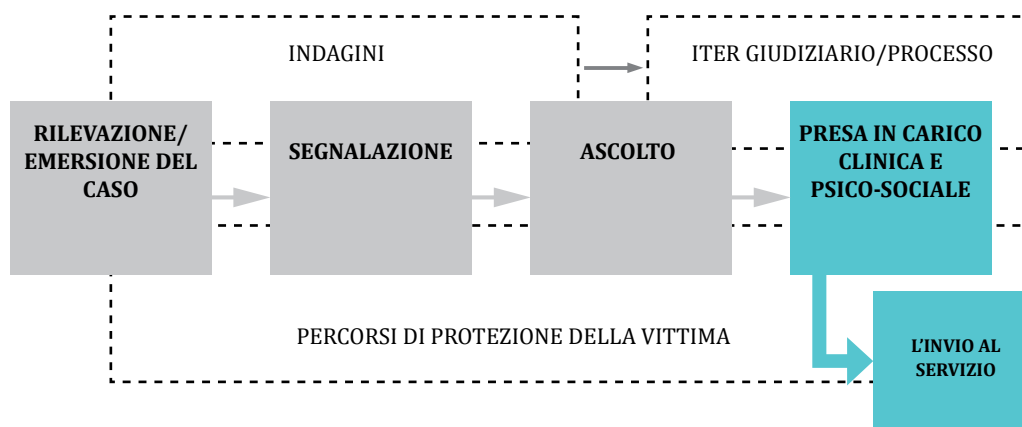 INDAGINI
ITER GIUDIZIARIO/PROCESSO
RILEVAZIONE/
EMERSIONE DEL
CASO
SEGNALAZIONE
ASCOLTO
PRESA IN CARICO
CLINICA E
PSICO-SOCIALE
PERCORSI DI PROTEZIONE DELLA VITTIMA
L’INVIO AL
SERVIZIO